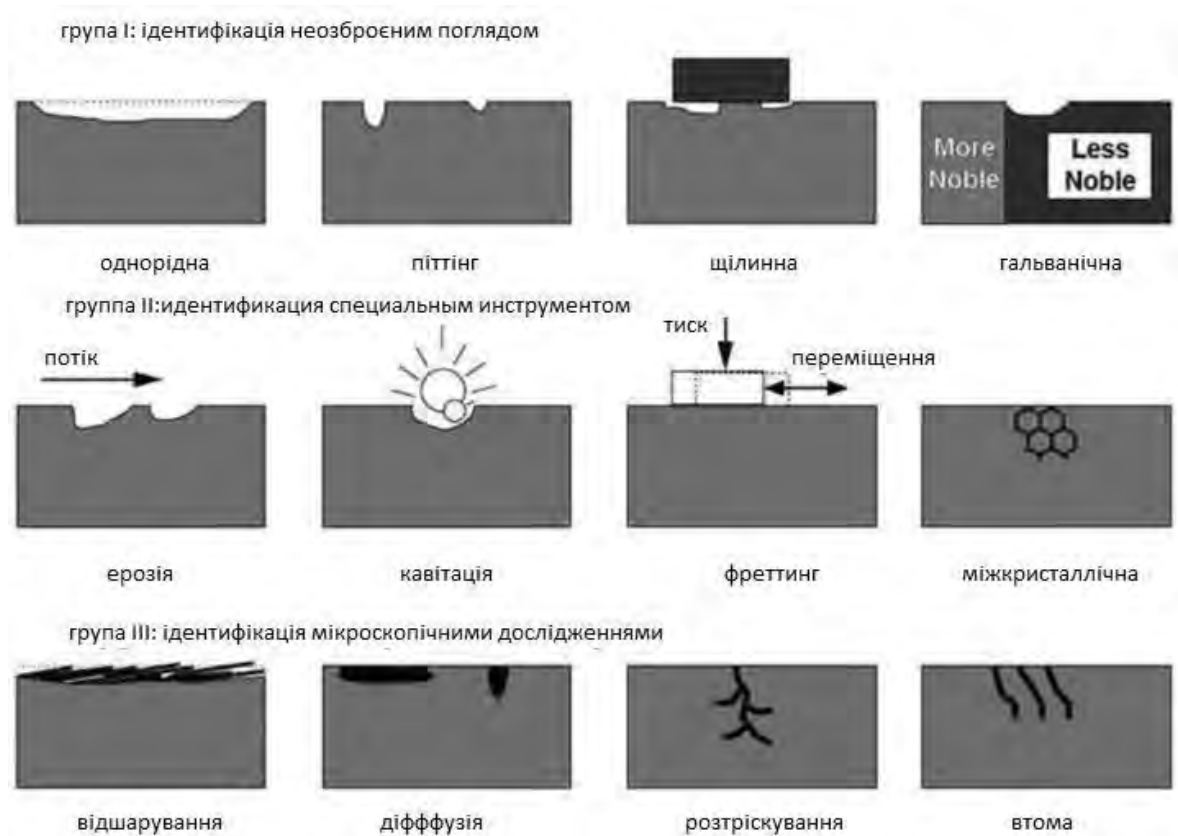 група І: ідентифікація неозброєним поглядом
More
Noble
Less
Noble
однорідна піттінг щілинна гальванічна
группа ІІ:идентификация специальным инструментом
тиск
потік
переміщення
ерозія кавітація фреттинг міжкристаллічна
група ІІІ: ідентифікація мікроскопічними дослідженнями
відшарування діфффузія розтріскування втома